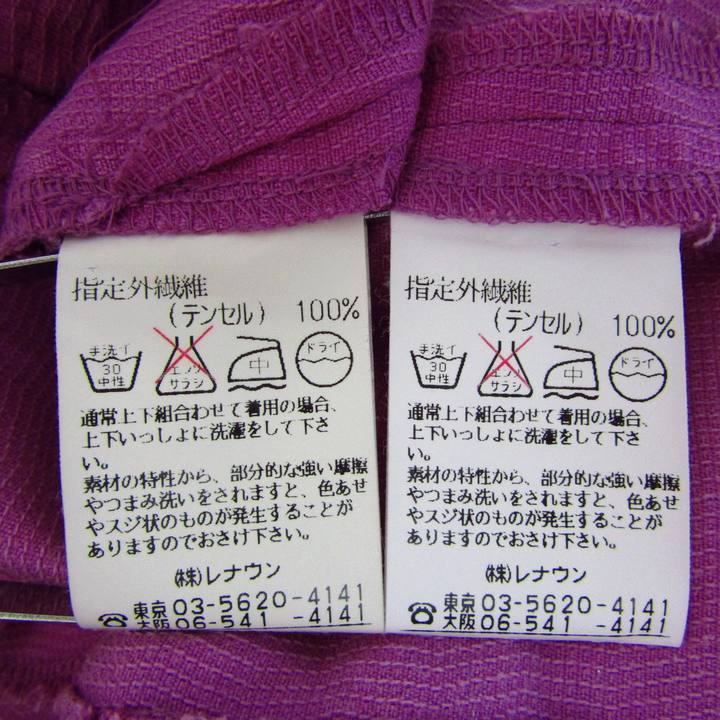 指定外繊維
(テンセル) 100%
手洗イ 30 中性
エンソ サラシ
中
ドライ
通常上下組合わせて着用の場合、
上下いっしょに洗濯をして下さ
い。
素材の特性から、部分的な強い摩擦
やつまみ洗いをされますと、色あせ
やスジ状のものが発生することが
ありますのでおさけ下さい。
㈱レナウン
☎東京 03-5620-4141
大阪 06-541 -4141
指定外繊維
(テンセル) 100%
手洗イ 30 中性
エンソ サラシ
中
ドライ
通常上下組合わせて着用の場合、
上下いっしょに洗濯をして下さ
い。
素材の特性から、部分的な強い摩擦
やつまみ洗いをされますと、色あせ
やスジ状のものが発生することが
ありますのでおさけ下さい。
㈱レナウン
☎東京 03-5620-4141
大阪 06-541 -4141